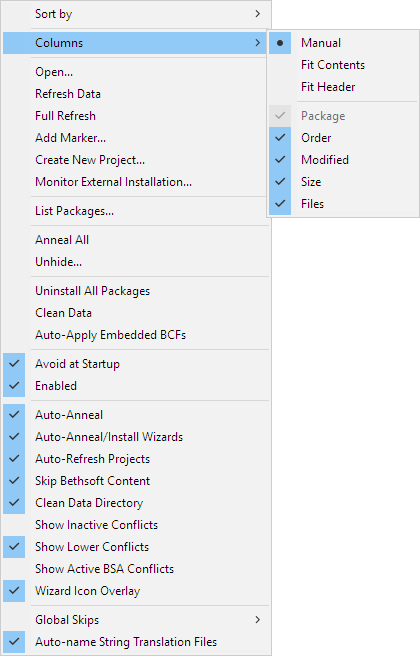 Sort by
Columns
Open...
Refresh Data
Full Refresh
Add Marker...
Create New Project...
Monitor External Installation...
List Packages...
Anneal All
Unhide...
Uninstall All Packages
Clean Data
Auto-Apply Embedded BCFs
Avoid at Startup
Enabled
Auto-Anneal
Auto-Anneal/Install Wizards
Auto-Refresh Projects
Skip Bethsoft Content
Clean Data Directory
Show Inactive Conflicts
Show Lower Conflicts
Show Active BSA Conflicts
Wizard Icon Overlay
Global Skips
Auto-name String Translation Files
Manual
Fit Contents
Fit Header
Package
Order
Modified
Size
Files